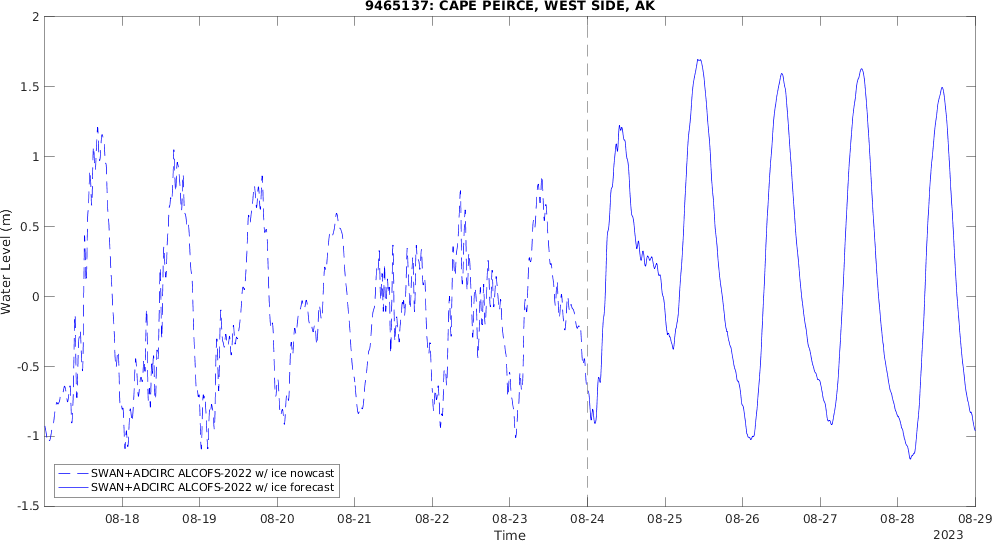 9465137: CAPE PEIRCE, WEST SIDE, AK
Water Level (m)
2
1.5
1
0.5
0
-0.5
-1
-1.5
SWAN+ADCIRC ALCOFS-2022 w/ ice nowcast
SWAN+ADCIRC ALCOFS-2022 w/ ice forecast
08-18 08-19 08-20 08-21 08-22 08-23 08-24 08-25 08-26 08-27 08-28 08-29
Time
2023